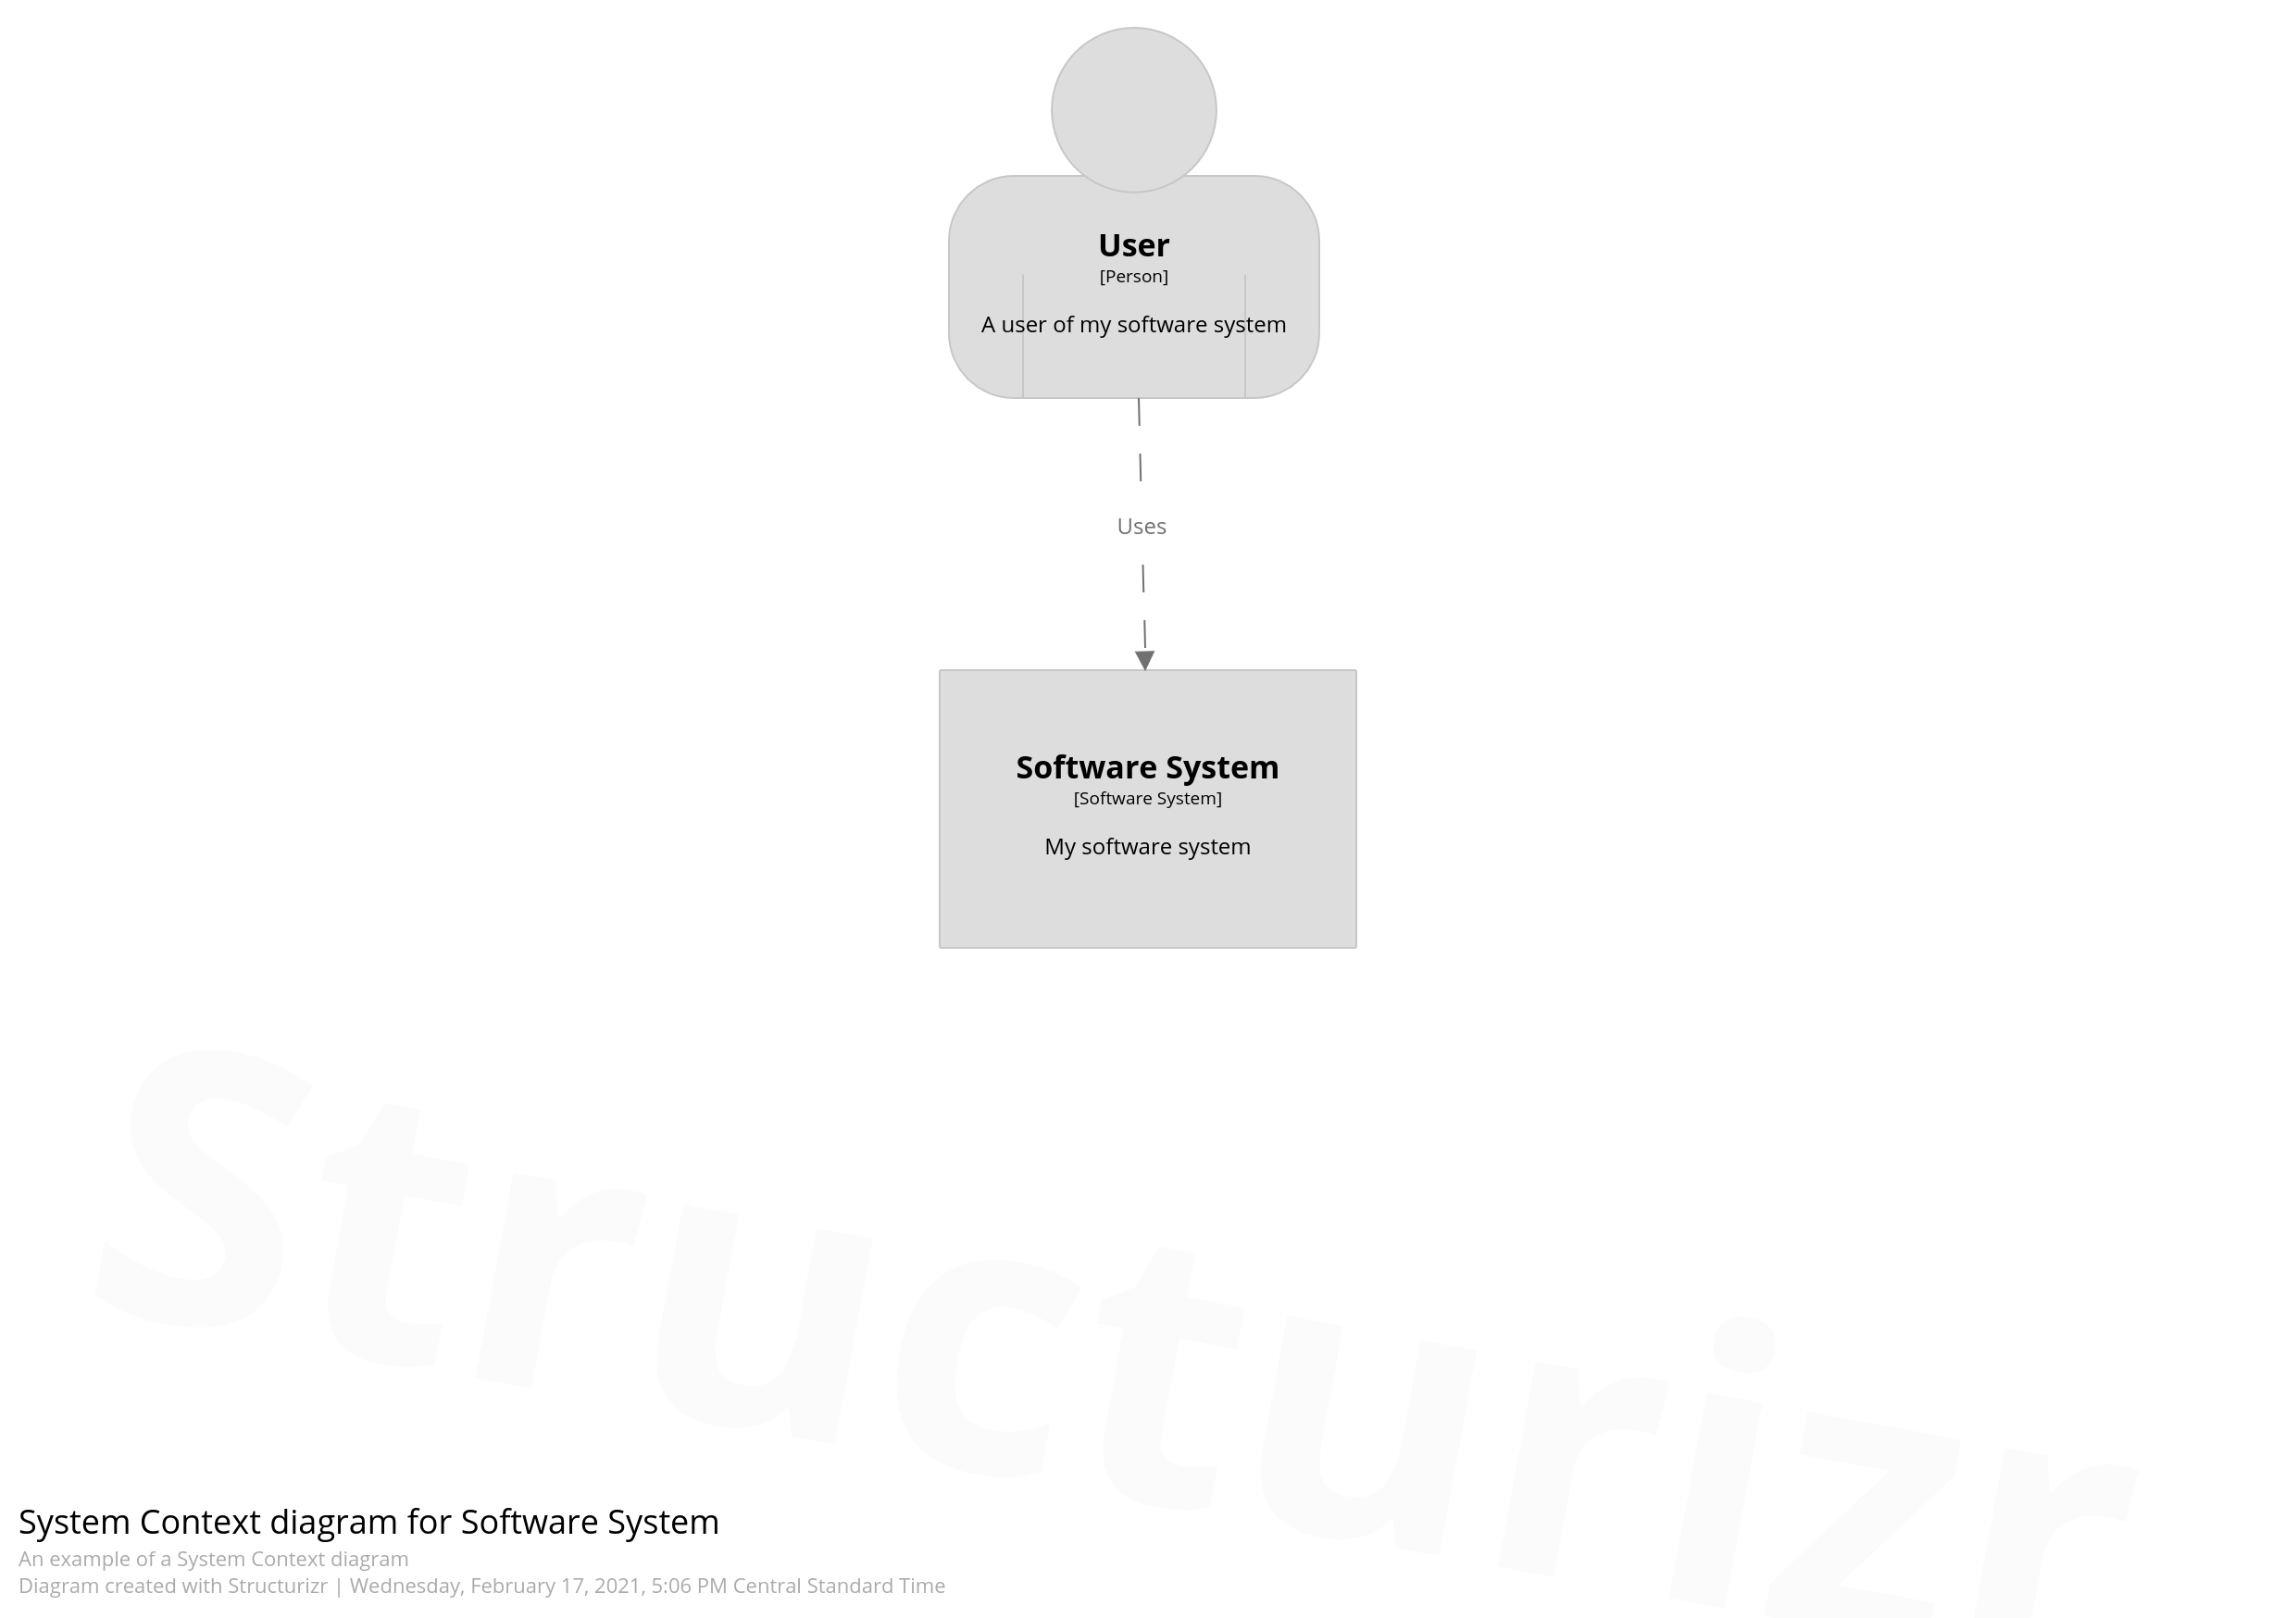 User
[Person]
A user of my software system
Uses
Software System
[Software System]
My software system
Structurizr
System Context diagram for Software System
An example of a System Context diagram
Diagram created with Structurizr | Wednesday, February 17, 2021, 5:06 PM Central Standard Time